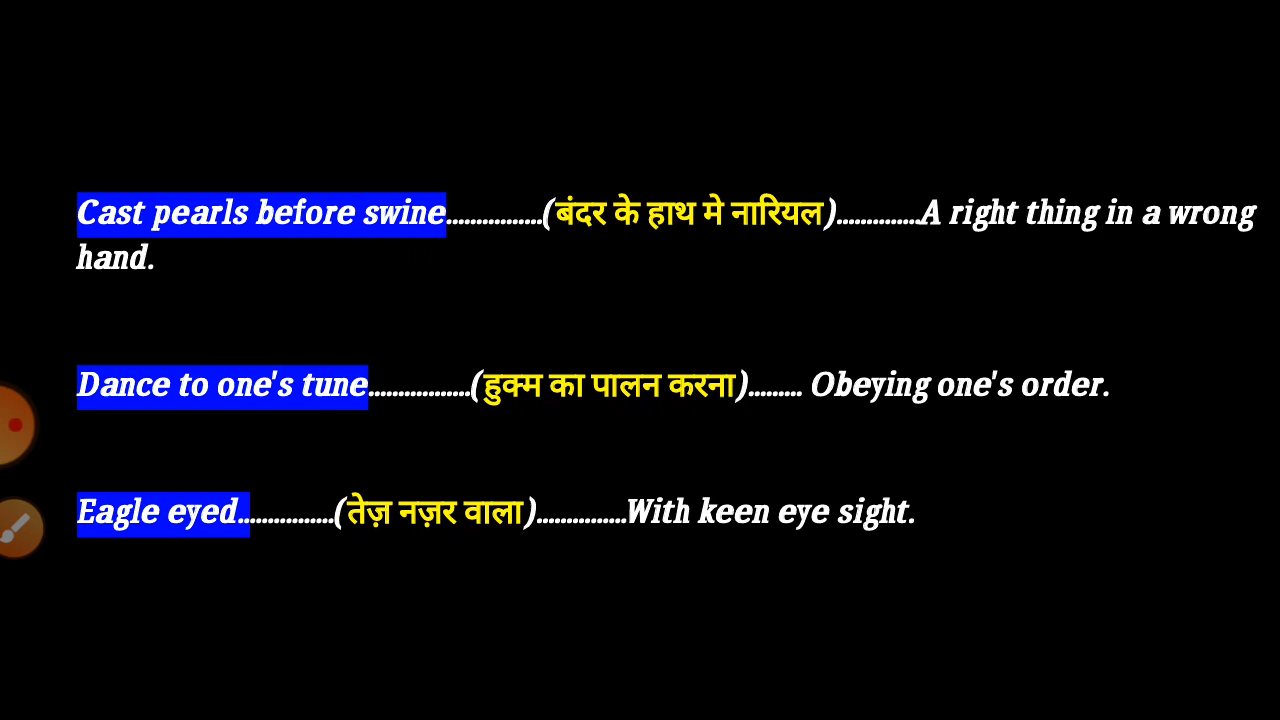 Cast pearls before swine................(बंदर के हाथ मे नारियल)..............A right thing in a wrong
hand.
Dance to one's tune.................(हुक्म का पालन करना)......... Obeying one's order.
Eagle eyed................(तेज़ नज़र वाला)...............With keen eye sight.